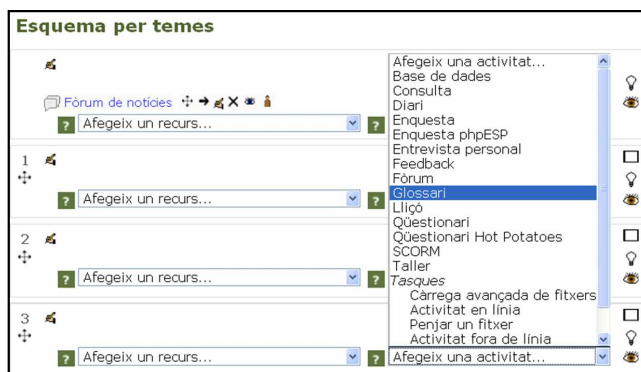 Esquema per temes
Fòrum de notícies
? Afegeix un recurs... ?
1
? Afegeix un recurs... ?
2
? Afegeix un recurs... ?
3
? Afegeix un recurs... ? Afegeix una activitat...
Afegeix una activitat...
Base de dades
Consulta
Diari
Enquesta
Enquesta phpESP
Entrevista personal
Feedback
Fòrum
Glossari
Lliçó
Qüestionari
Qüestionari Hot Potatoes
SCORM
Taller
Tasques
Càrrega avançada de fitxers
Activitat en línia
Penjar un fitxer
Activitat fora de línia